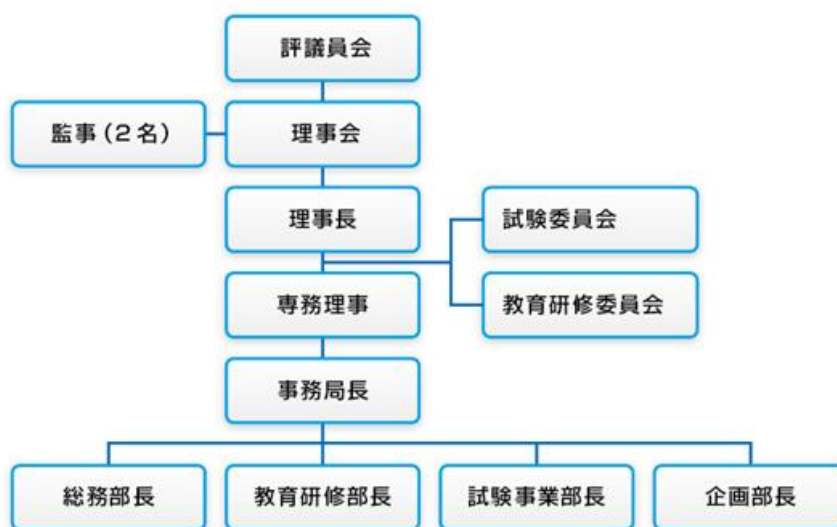 評議員会
監事（2名）
理事会
理事長
試験委員会
専務理事
教育研修委員会
事務局長
総務部長
教育研修部長
試験事業部長
企画部長